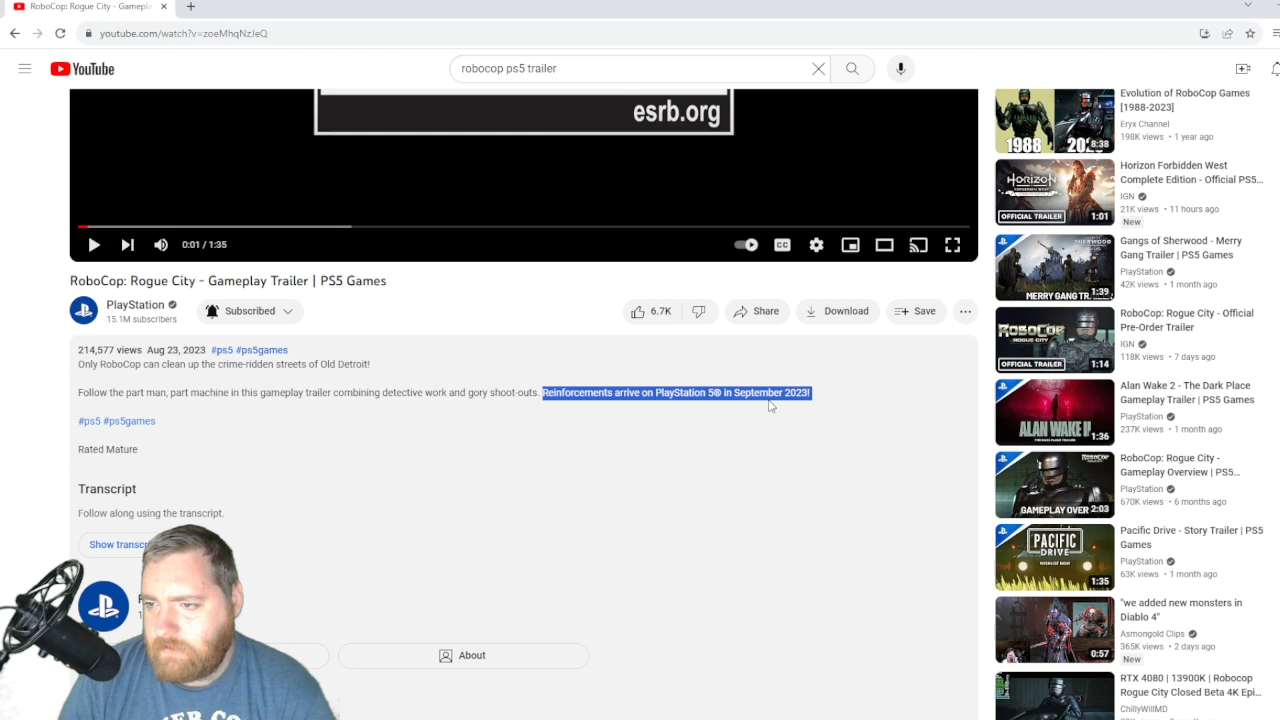 RoboCop: Rogue City - Gamepla
youtube.com/watch?v=zoeMhqNzJeQ
YouTube
robocop ps5 trailer
esrb.org
0:01 / 1:35
CC
RoboCop: Rogue City - Gameplay Trailer | PS5 Games
PlayStation
15.1M subscribers
Subscribed
6.7K
Share
Download
Save
214,577 views Aug 23, 2023 #ps5 #ps5games
Only RoboCop can clean up the crime-ridden streets of Old Detroit!
Follow the part man, part machine in this gameplay trailer combining detective work and gory shoot-outs. Reinforcements arrive on PlayStation 5® in September 2023!
#ps5 #ps5games
Rated Mature
Transcript
Follow along using the transcript.
Show transc
About
Evolution of RoboCop Games
[1988-2023]
Eryx Channel
198K views • 1 year ago
1988
8:38
Horizon Forbidden West
Complete Edition - Official PS5...
IGN
21K views • 11 hours ago
New
HORIZON
OFFICIAL TRAILER
1:01
Gangs of Sherwood - Merry
Gang Trailer | PS5 Games
PlayStation
42K views • 1 month ago
MERRY GANG
1:39
RoboCop: Rogue City - Official
Pre-Order Trailer
IGN
118K views • 7 days ago
ROBOCOP
OFFICIAL TRAILER
1:14
Alan Wake 2 - The Dark Place
Gameplay Trailer | PS5 Games
PlayStation
237K views • 1 month ago
ALAN WAKE II
1:36
RoboCop: Rogue City -
Gameplay Overview | PS5...
PlayStation
670K views • 6 months ago
GAMEPLAY OVER
2:03
Pacific Drive - Story Trailer | PS5
Games
PlayStation
63K views • 1 month ago
PACIFIC
DRIVE
WISHLIST NOW
1:35
"we added new monsters in
Diablo 4"
Asmongold Clips
365K views • 2 days ago
New
0:57
RTX 4080 | 13900K | Robocop
Rogue City Closed Beta 4K Epi...
ChillyWillMD